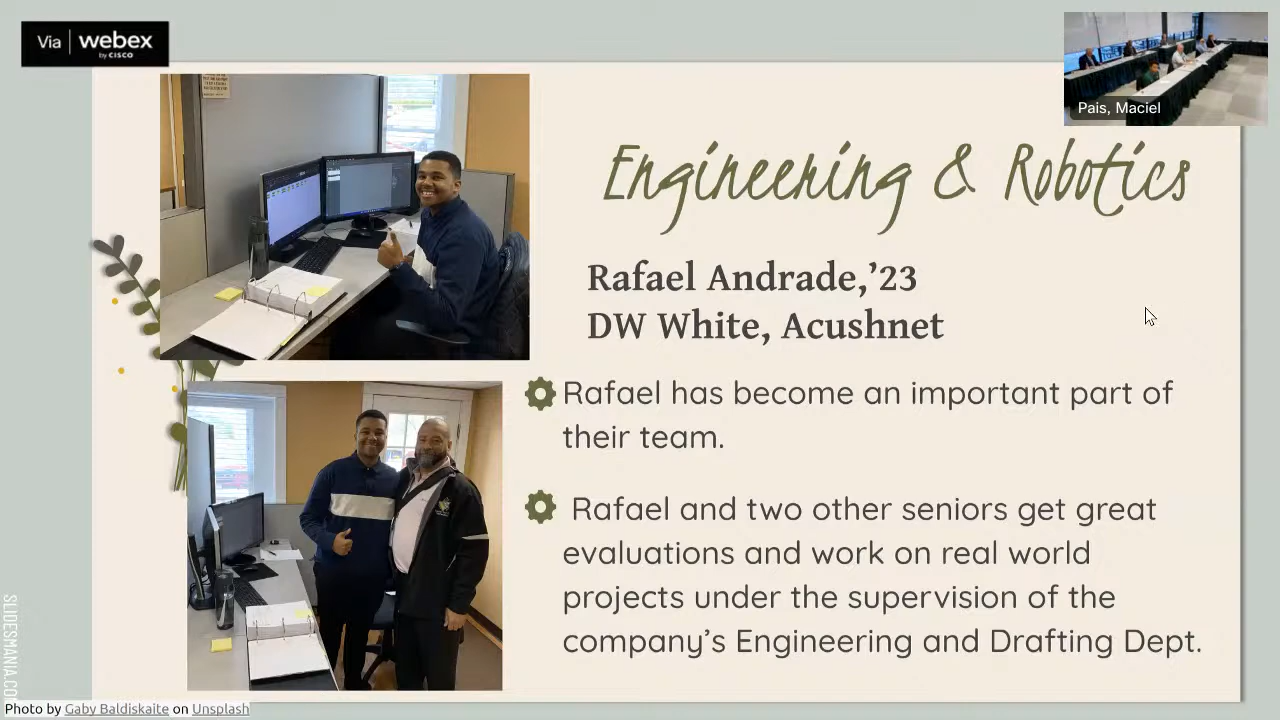 Via webex
by CISCO
Pais, Maciel
Engineering & Robotics
Rafael Andrade,’23
DW White, Acushnet
Rafael has become an important part of
their team.
Rafael and two other seniors get great
evaluations and work on real world
projects under the supervision of the
company’s Engineering and Drafting Dept.
Photo by Gaby Baldiskaite on Unsplash